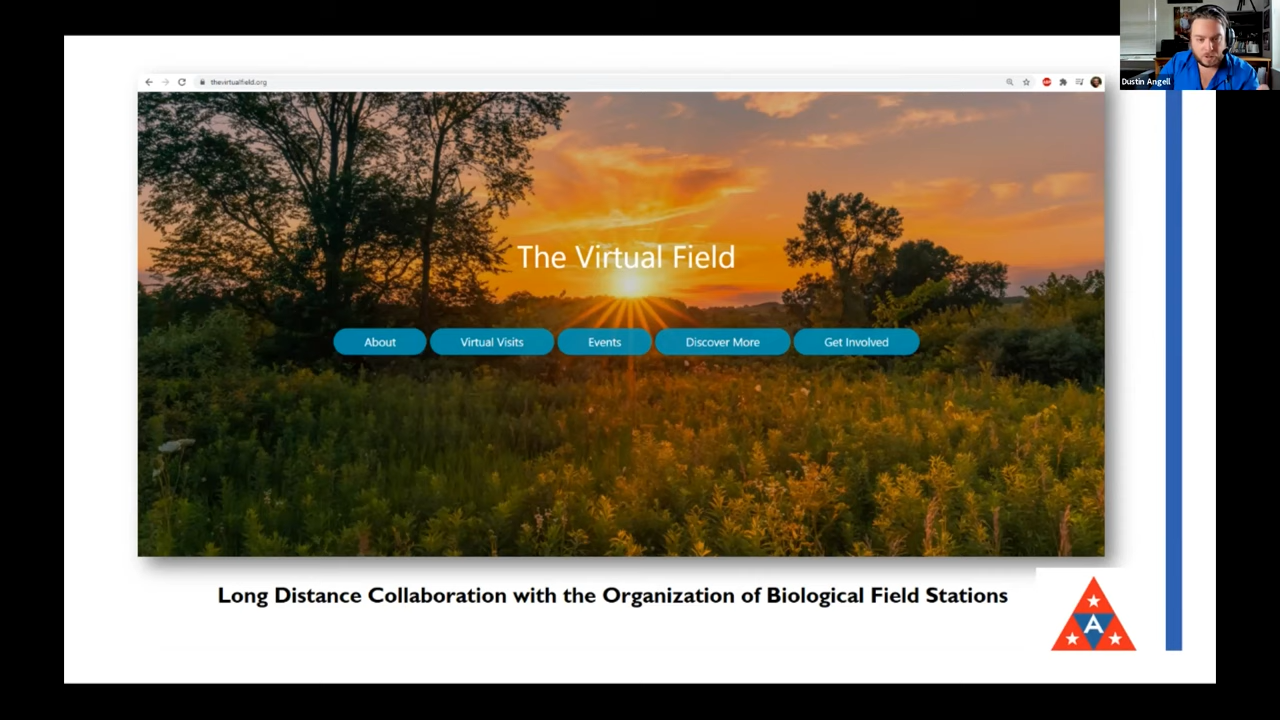 Dustin Angell
thevirtualfield.org
The Virtual Field
About
Virtual Visits
Events
Discover More
Get Involved
Long Distance Collaboration with the Organization of Biological Field Stations
A